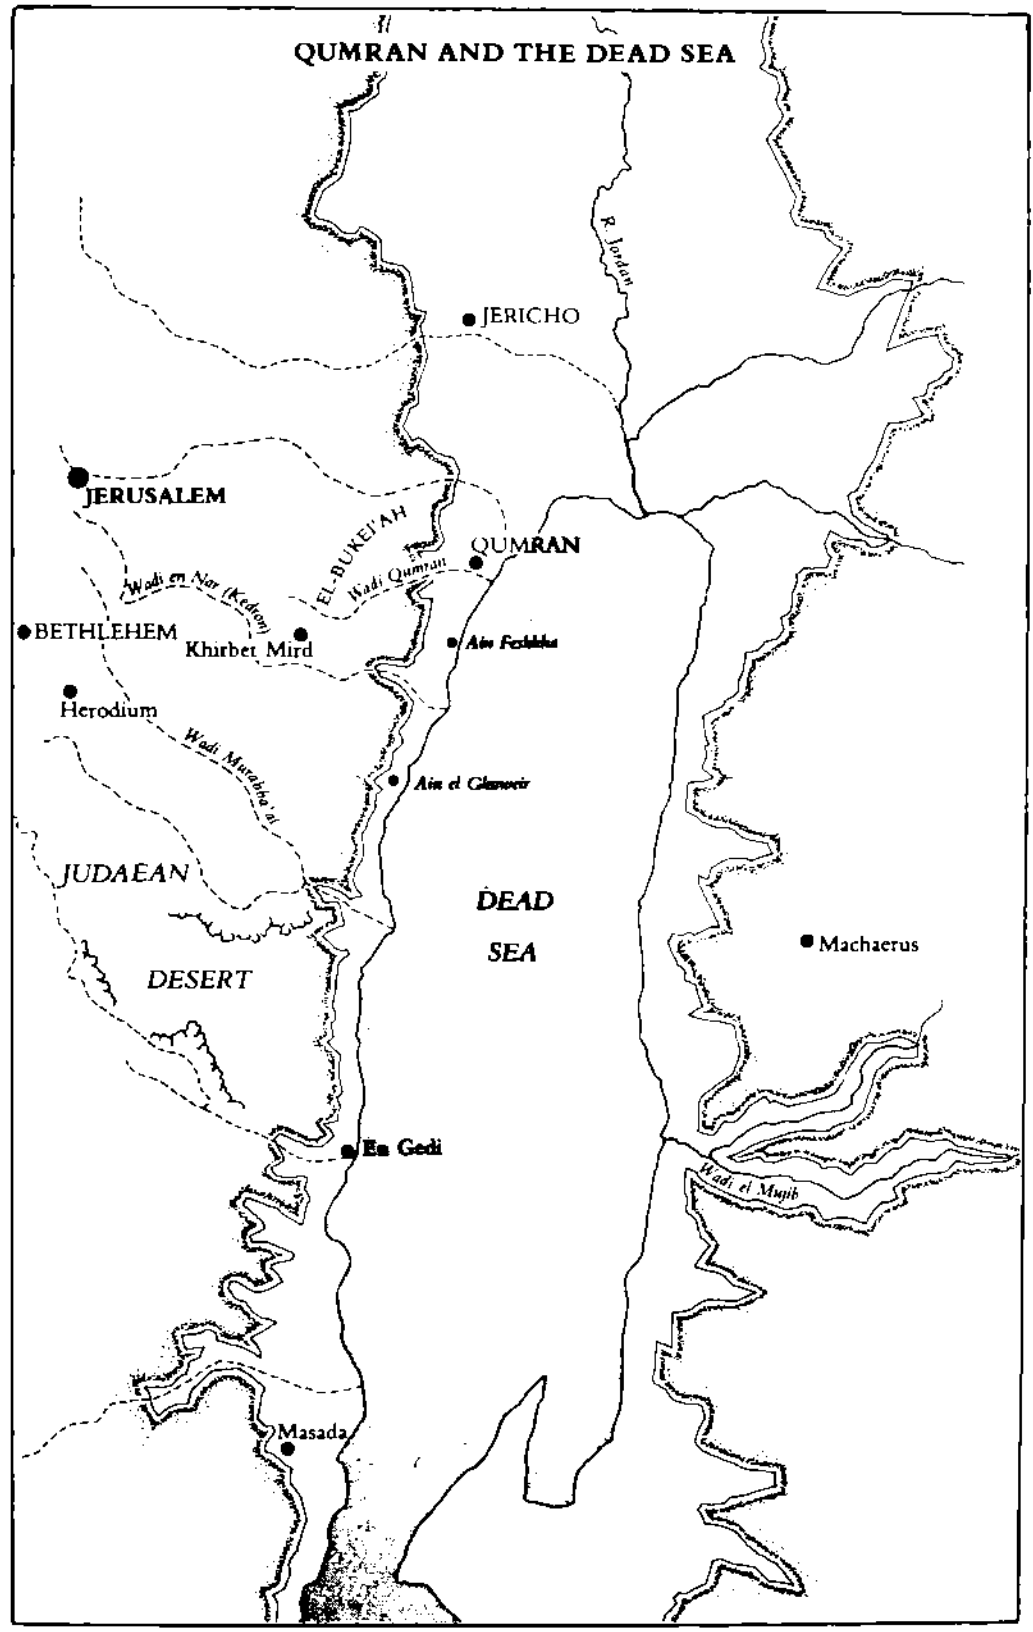 QUMRAN AND THE DEAD SEA
R. Jordan
JERICHO
JERUSALEM
EL-BUKEI'AH
QUMRAN
Wadi Qumran
Wadi en Nar (Kedron)
BETHLEHEM
Khirbet Mird
Ain Feshkha
Herodium
Wadi Murabba'at
Ain el Ghuweir
JUDAEAN
DEAD
SEA
Machaerus
DESERT
En Gedi
Wadi el Mujib
Masada